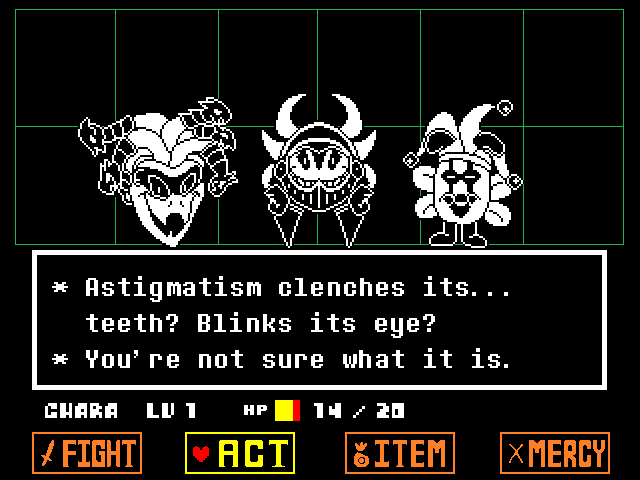 * Astigmatism clenches its...
teeth? Blinks its eye?
* You're not sure what it is.
CHARA LV 1 HP 14 / 20
FIGHT ACT ITEM MERCY